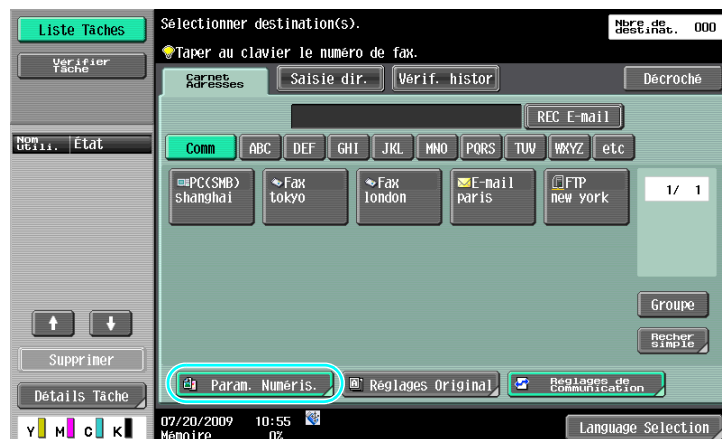 Liste Tâches
Vérifier
Tâche
Nom
Utili.
État
Supprimer
Détails Tâche
Y M C K
Sélectionner destination(s).
Nbre de
destinat. 000
Taper au clavier le numéro de fax.
Carnet
Adresses
Saisie dir.
Vérif. histor
Décroché
REC E-mail
Comm ABC DEF GHI JKL MNO PQRS TUV WXYZ etc
PC(SMB)
shanghai
Fax
tokyo
Fax
london
E-mail
paris
FTP
new york
1/ 1
Groupe
Recher
simple
Param. Numéris.
Réglages Original
Réglages de
Communication
07/20/2009 10:55
Mémoire 0%
Language Selection